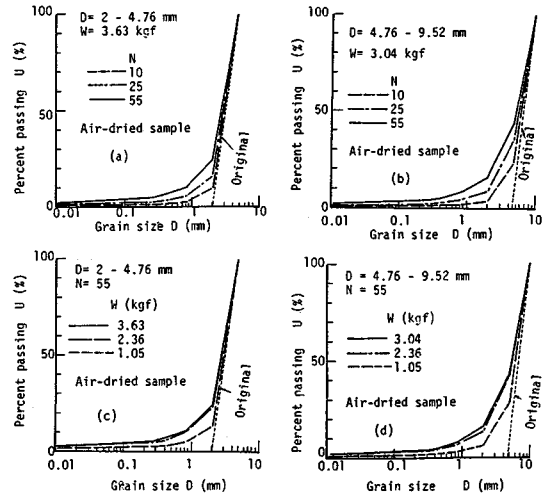 D= 2 - 4.76 mm
W= 3.63 kgf
N
10
25
55
Air-dried sample
(a)
Original
Percent passing U (%)
100
50
0
0.01
0.1
1
10
Grain size D (mm)
D= 4.76 - 9.52 mm
W= 3.04 kgf
N
10
25
55
Air-dried sample
(b)
Original
Percent passing U (%)
100
50
0
0.01
0.1
1
10
Grain size D (mm)
D= 2 - 4.76 mm
N= 55
W (kgf)
3.63
2.36
1.05
Air-dried sample
(c)
Original
Percent passing U (%)
100
50
0
0.01
0.1
1
10
Grain size D (mm)
D = 4.76 - 9.52 mm
N = 55
W (kgf)
3.04
2.36
1.05
Air-dried sample
(d)
Original
Percent passing U (%)
100
50
0
0.01
0.1
1
10
Grain size D (mm)